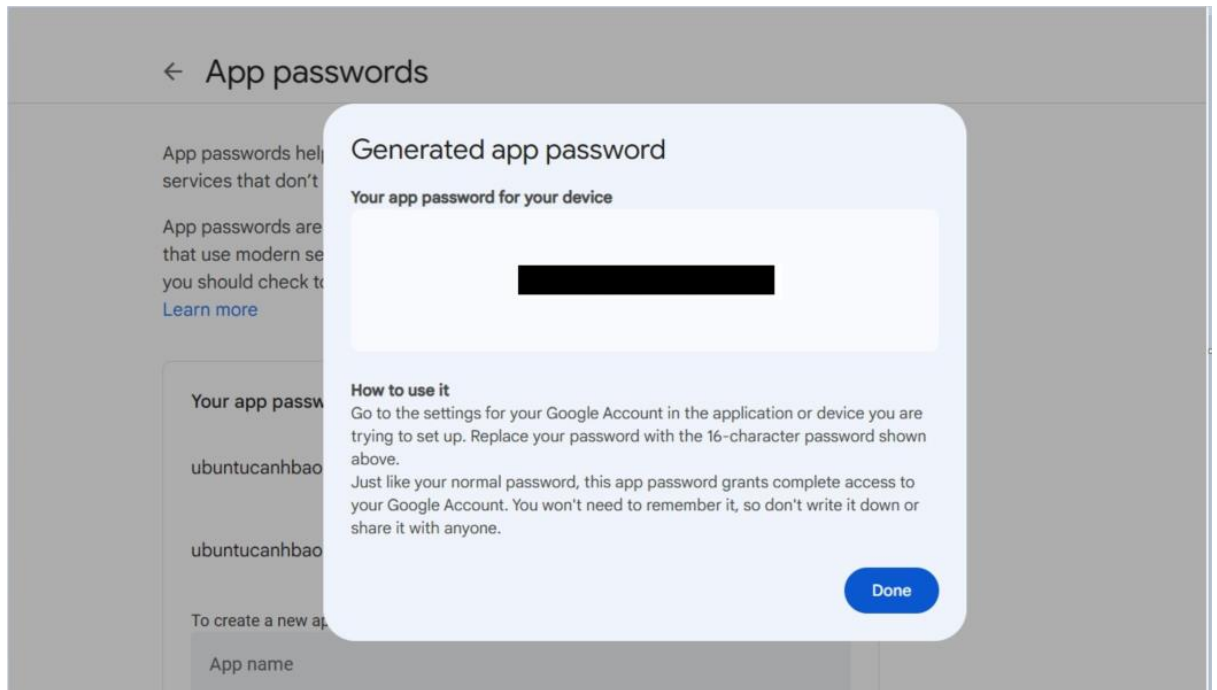 App passwords
App passwords help
services that don't
App passwords are
that use modern se
you should check to
Learn more
Your app passw
ubuntucanhbao
ubuntucanhbao
To create a new ap
App name
Generated app password
Your app password for your device
How to use it
Go to the settings for your Google Account in the application or device you are
trying to set up. Replace your password with the 16-character password shown
above.
Just like your normal password, this app password grants complete access to
your Google Account. You won't need to remember it, so don't write it down or
share it with anyone.
Done